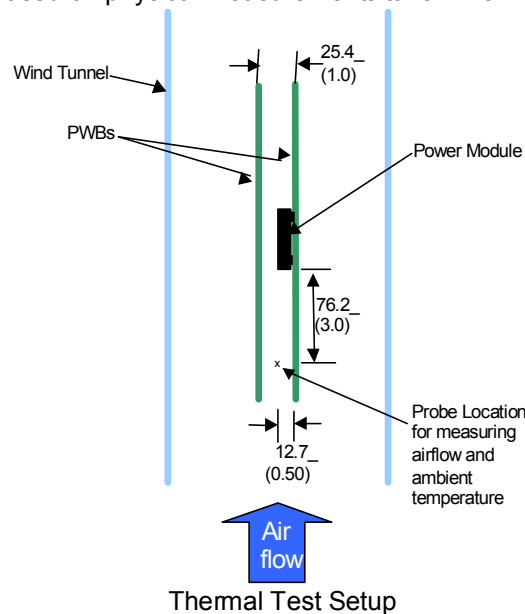 25.4_
(1.0)
Wind Tunnel
PWBs
Power Module
76.2_
(3.0)
x
Probe Location
for measuring
airflow and
ambient
temperature
12.7_
(0.50)
Air
flow
Thermal Test Setup